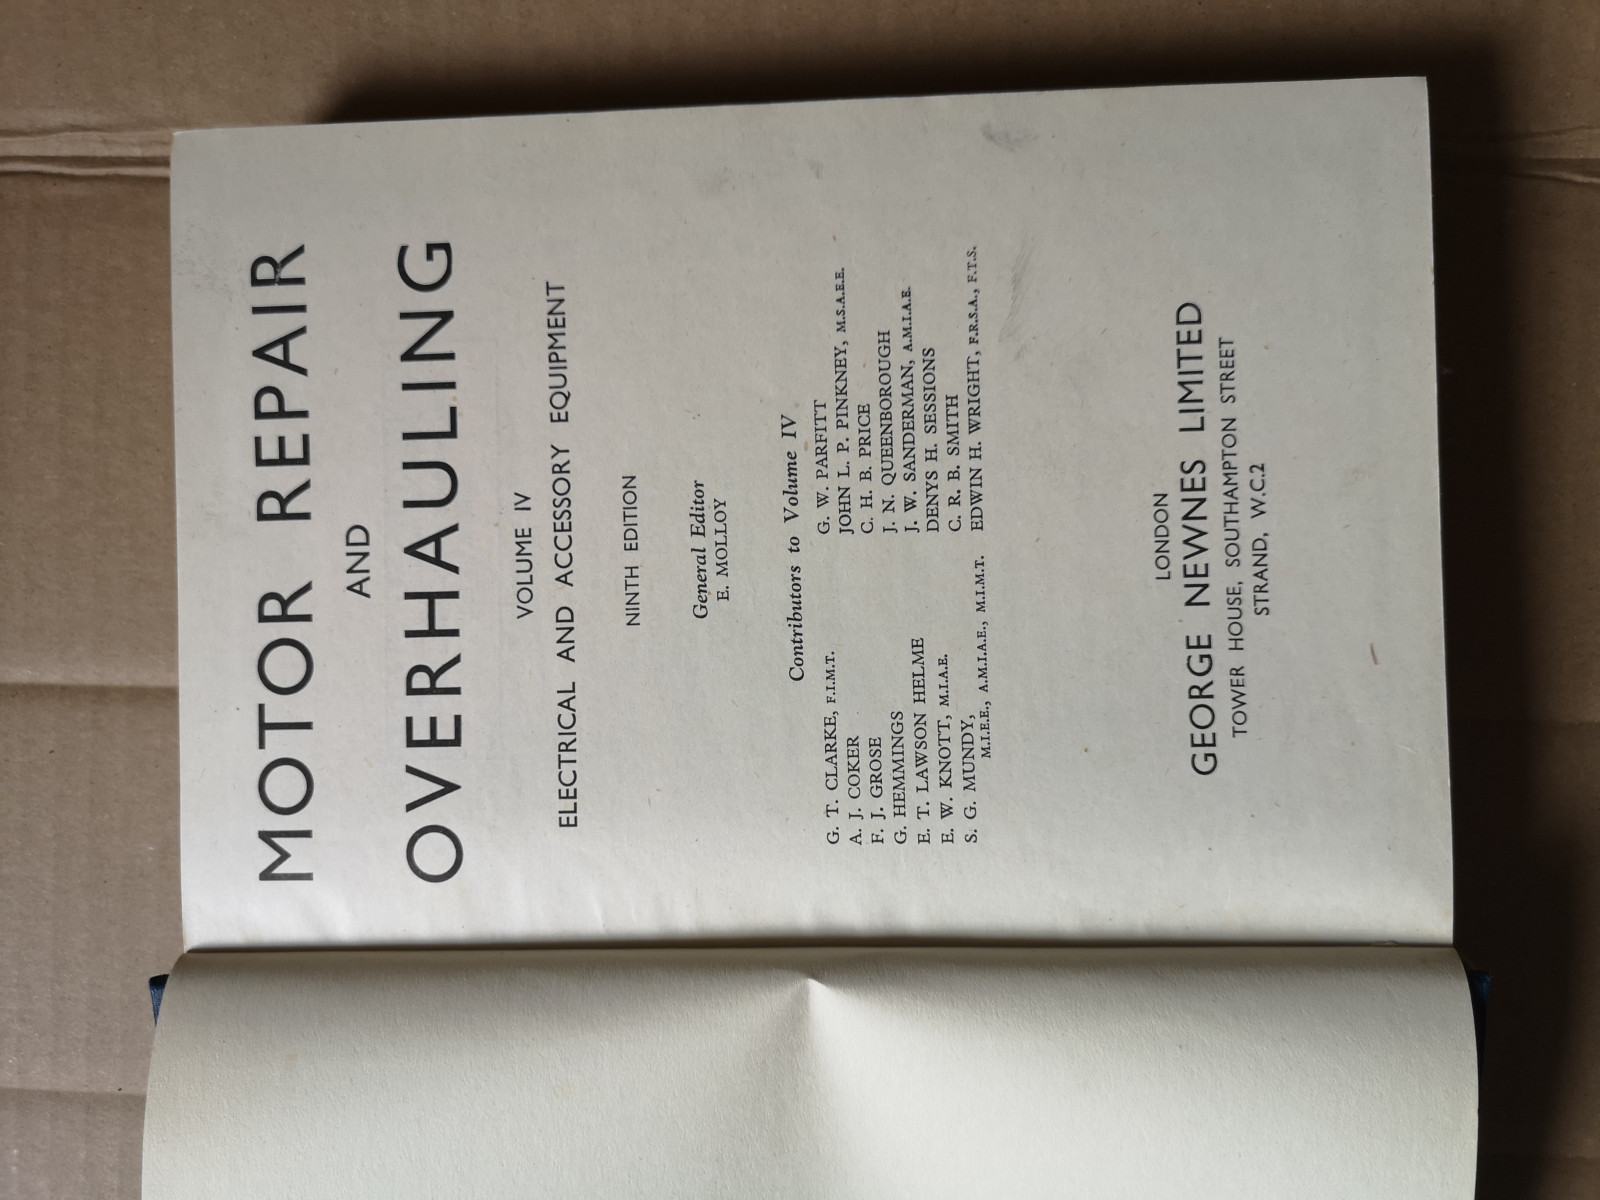 MOTOR REPAIR
AND
OVERHAULING
VOLUME IV
ELECTRICAL AND ACCESSORY EQUIPMENT
NINTH EDITION
General Editor
E. MOLLOY
Contributors to Volume IV
G. T. CLARKE, F.I.M.T.
A. J. COKER
F. J. GROSE
G. HEMMINGS
E. T. LAWSON HELME
E. W. KNOTT, M.I.A.E.
S. G. MUNDY,
M.I.E.E., A.M.I.A.E., M.I.M.T.
G. W. PARFITT
JOHN L. P. PINKNEY, M.S.A.E.E.
C. H. B. PRICE
J. N. QUEENBOROUGH
J. W. SANDERMAN, A.M.I.A.E.
DENYS H. SESSIONS
C. R. B. SMITH
EDWIN H. WRIGHT, F.R.S.A., F.T.S.
LONDON
GEORGE NEWNES LIMITED
TOWER HOUSE, SOUTHAMPTON STREET
STRAND, W.C.2